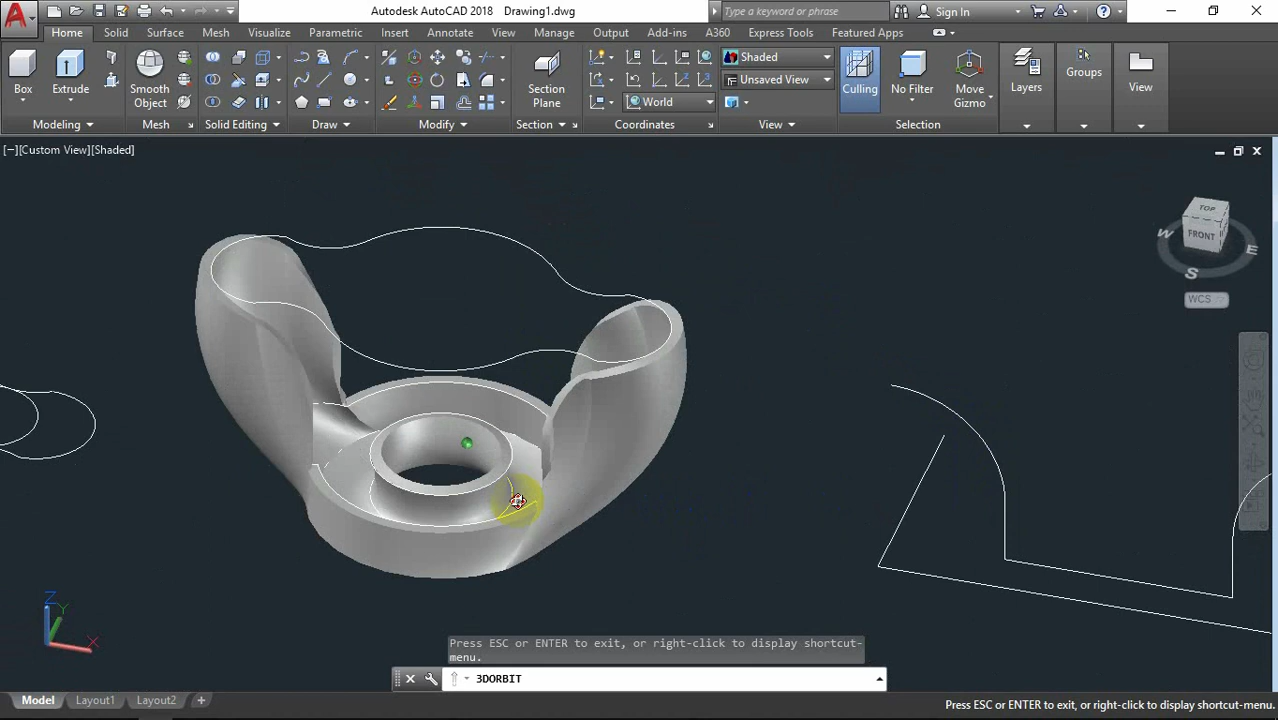 Autodesk AutoCAD 2018 Drawing1.dwg
Type a keyword or phrase
Sign In
Home Solid Surface Mesh Visualize Parametric Insert Annotate View Manage Output Add-ins A360 Express Tools Featured Apps
Box
Extrude
Smooth
Object
Section
Plane
Shaded
Unsaved View
World
Culling
No Filter
Move
Gizmo
Layers
Groups
View
Modeling
Mesh
Solid Editing
Draw
Modify
Section
Coordinates
View
Selection
[−][Custom View][Shaded]
TOP
FRONT
W
E
S
WCS
Z
Y
X
Press ESC or ENTER to exit, or right-click to display shortcut-
menu.
3DORBIT
Model Layout1 Layout2 +
Press ESC or ENTER to exit, or right-click to display shortcut-menu.